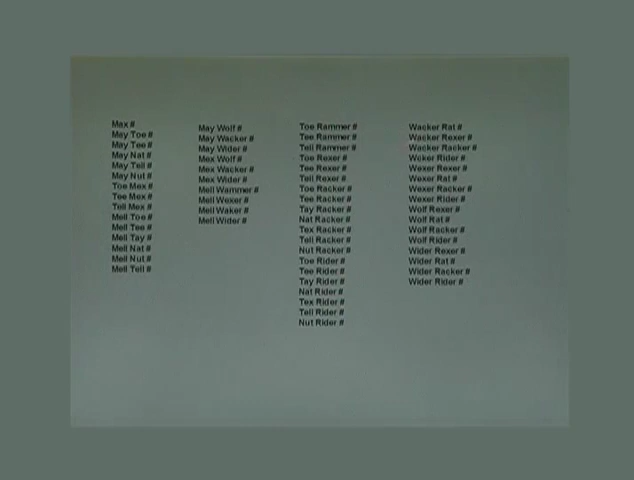 Max #
May Toe #
May Tee #
May Nat #
May Tell #
May Nut #
Toe Mex #
Tee Mex #
Tell Mex #
Mell Toe #
Mell Tee #
Mell Tay #
Mell Nat #
Mell Nut #
Mell Tell #
May Wolf #
May Wacker #
May Wider #
Mex Wolf #
Mex Wacker #
Mex Wider #
Mell Wammer #
Mell Wexer #
Mell Waker #
Mell Wider #
Toe Rammer #
Tee Rammer #
Tell Rammer #
Toe Rexer #
Tee Rexer #
Tell Rexer #
Toe Racker #
Tee Racker #
Tay Racker #
Nat Racker #
Tex Racker #
Tell Racker #
Nut Racker #
Toe Rider #
Tee Rider #
Tay Rider #
Nat Rider #
Tex Rider #
Tell Rider #
Nut Rider #
Wacker Rat #
Wacker Rexer #
Wacker Racker #
Wcker Rider #
Wexer Rexer #
Wexer Rat #
Wexer Racker #
Wexer Rider #
Wolf Rexer #
Wolf Rat #
Wolf Racker #
Wolf Rider #
Wider Rexer #
Wider Rat #
Wider Racker #
Wider Rider #